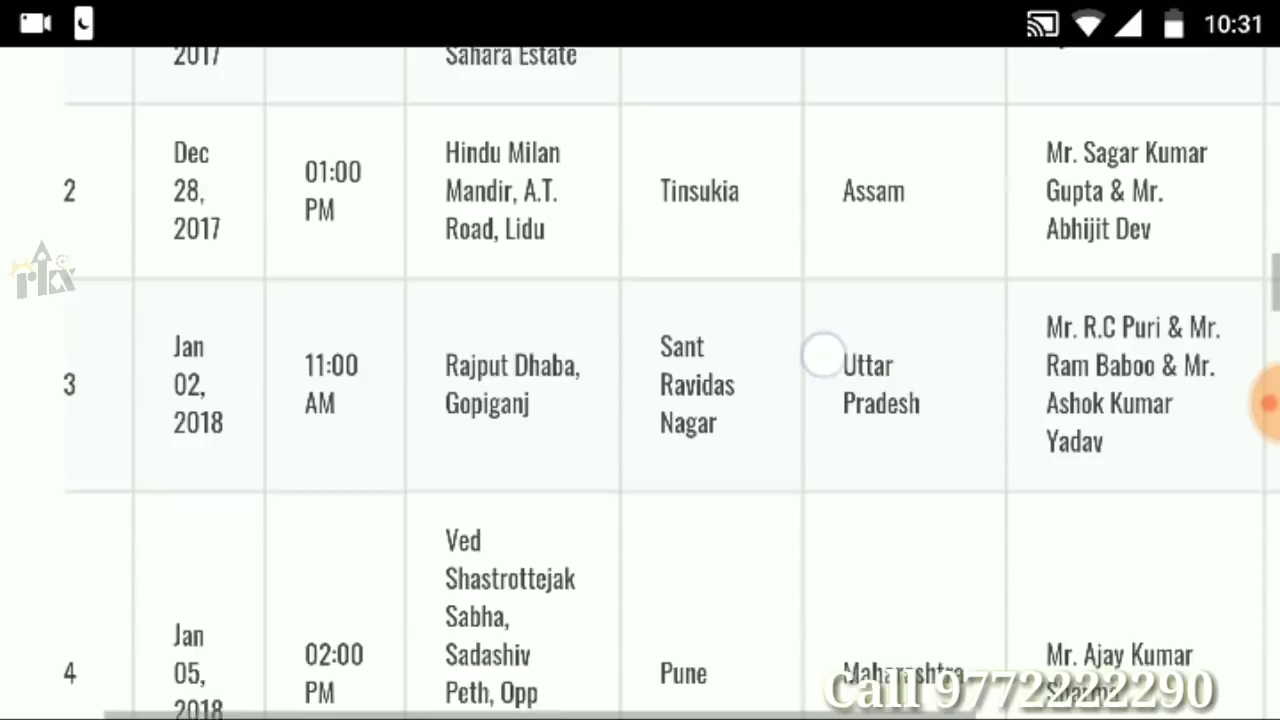 10:31
2017
Sahara Estate
2
Dec
28,
2017
01:00
PM
Hindu Milan
Mandir, A.T.
Road, Lidu
Tinsukia
Assam
Mr. Sagar Kumar
Gupta & Mr.
Abhijit Dev
rlx
3
Jan
02,
2018
11:00
AM
Rajput Dhaba,
Gopiganj
Sant
Ravidas
Nagar
Uttar
Pradesh
Mr. R.C Puri & Mr.
Ram Baboo & Mr.
Ashok Kumar
Yadav
4
Jan
05,
2018
02:00
PM
Ved
Shastrottejak
Sabha,
Sadashiv
Peth, Opp
Pune
Maharashtra
Mr. Ajay Kumar
Sharma
Call 9772222290